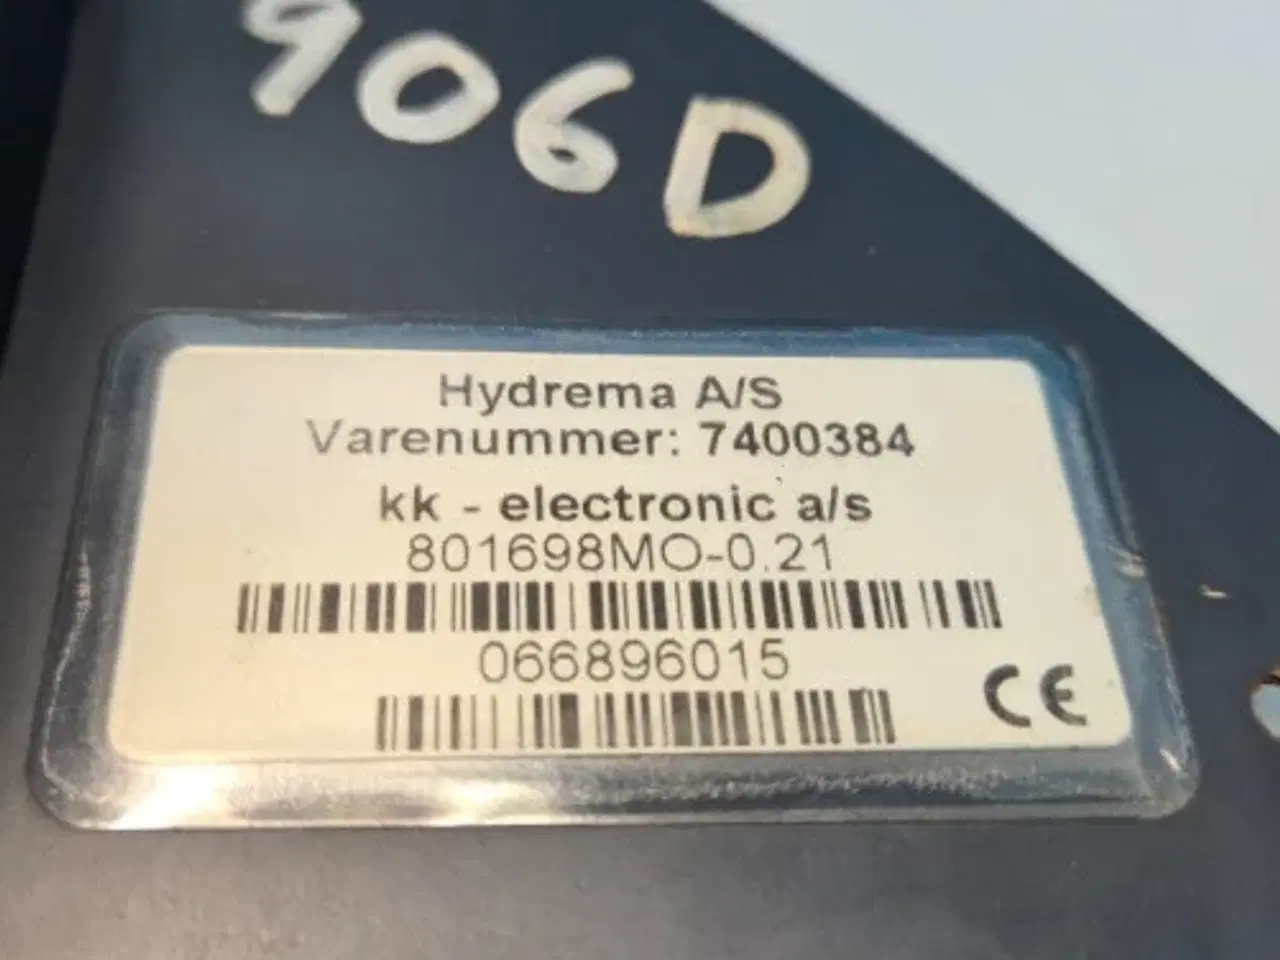 906D
Hydrema A/S
Varenummer: 7400384
kk - electronic a/s
801698MO-0.21
066896015
CE